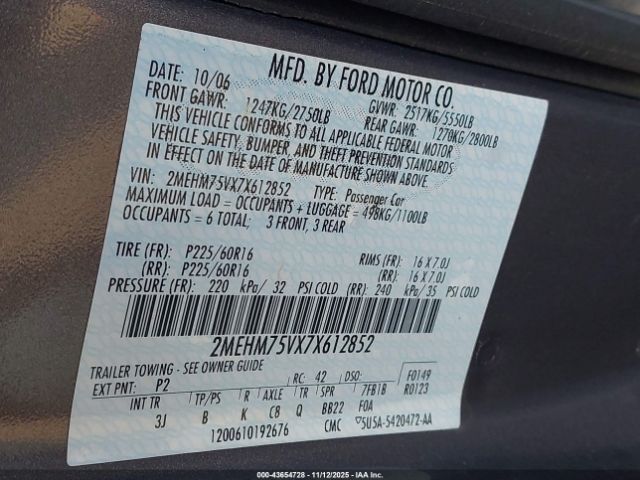 MFD. BY FORD MOTOR CO.
DATE: 10/06 GVWR: 2517KG/5550LB
FRONT GAWR: 1247KG/2750LB REAR GAWR: 1270KG/2800LB
THIS VEHICLE CONFORMS TO ALL APPLICABLE FEDERAL MOTOR
VEHICLE SAFETY, BUMPER, AND THEFT PREVENTION STANDARDS
IN EFFECT ON THE DATE OF MANUFACTURE SHOWN ABOVE.
VIN: 2MEHM75VX7X612852 TYPE: Passenger Car
MAXIMUM LOAD = OCCUPANTS + LUGGAGE = 498KG/1100LB
OCCUPANTS = 6 TOTAL; 3 FRONT, 3 REAR
TIRE (FR): P225/60R16 RIMS (FR): 16 X 7.0J
(RR): P225/60R16 (RR): 16 X 7.0J
PRESSURE (FR): 220 kPa/ 32 PSI COLD (RR): 240 kPa/ 35 PSI COLD
2MEHM75VX7X612852
TRAILER TOWING - SEE OWNER GUIDE
EXT PNT: P2 RC: 42 DSO: F0149
R0123
INT TR TP/PS R AXLE TR SPR 7FB1B
3J B K C8 Q BB22 FOA
1200610192676 CMC 5U5A-5420472-AA
000-43654728 - 11/12/2025 - IAAHQ